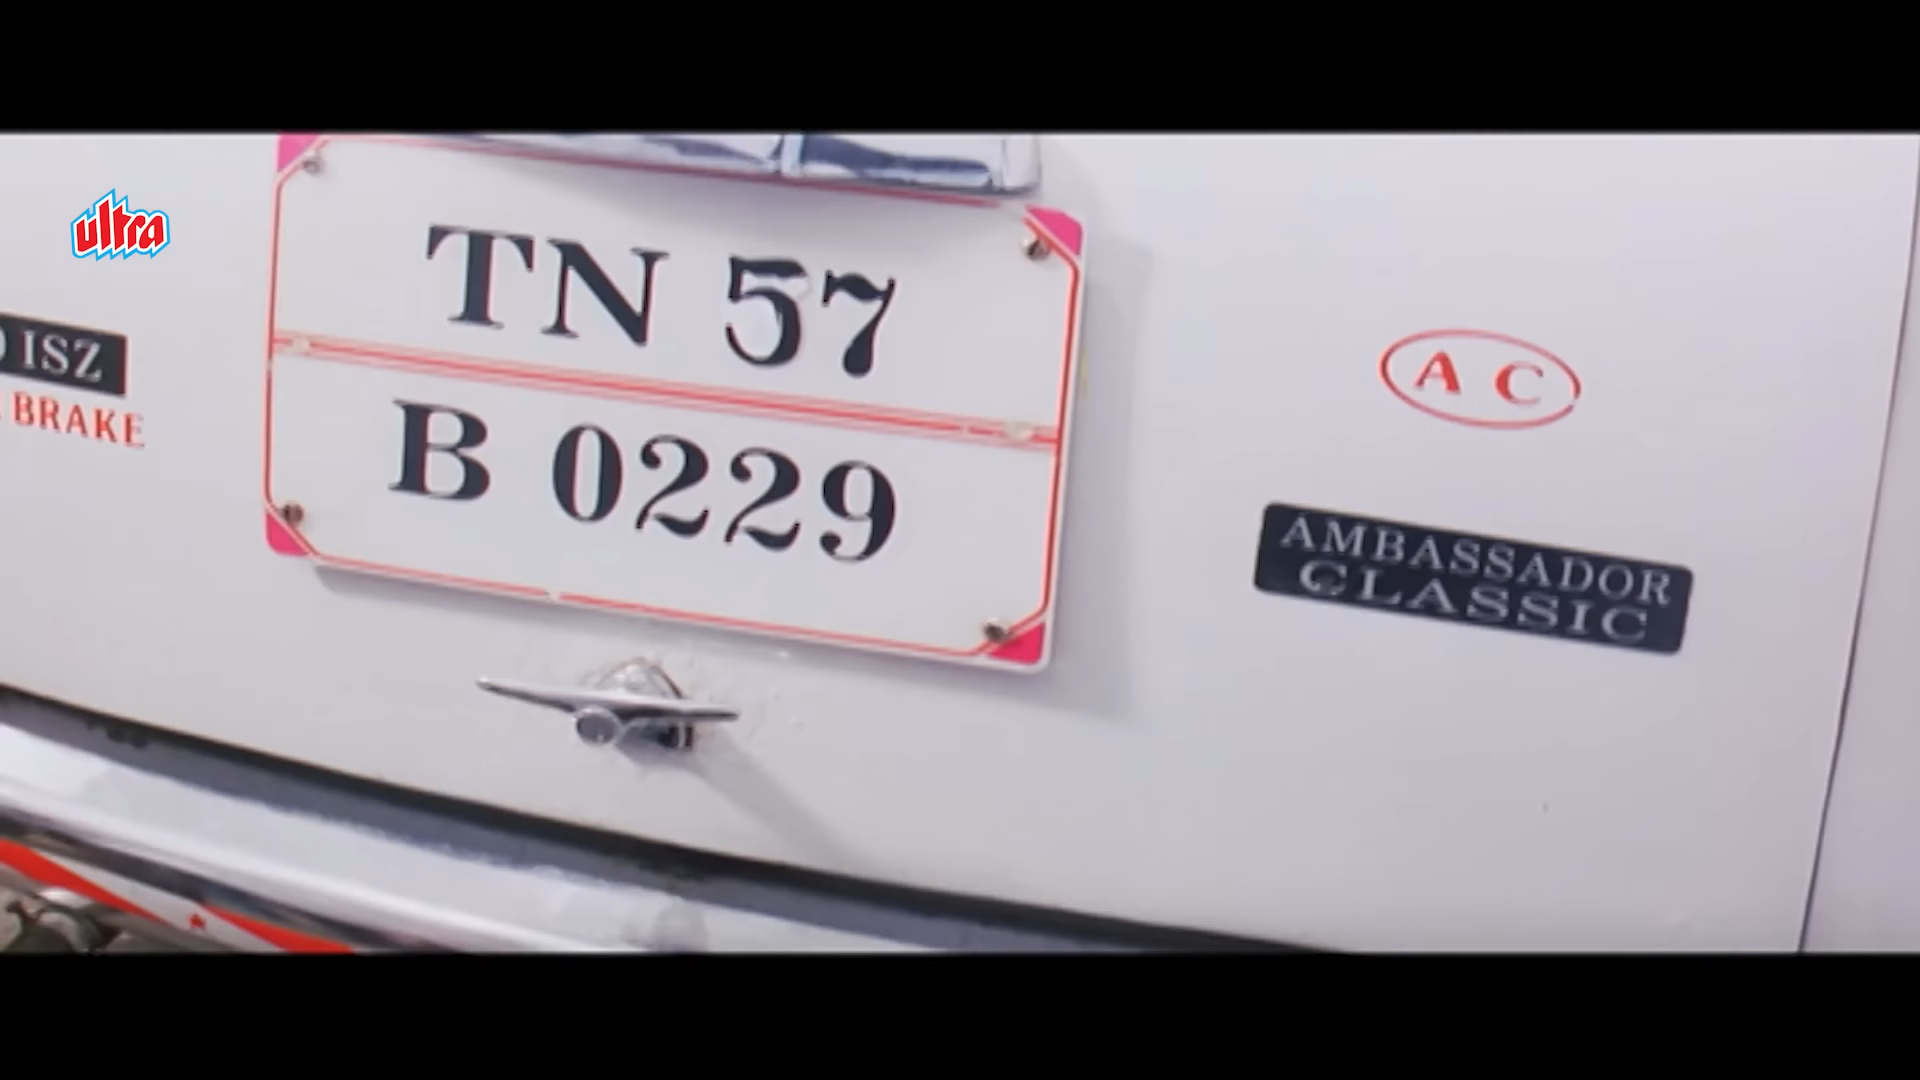 ultra
TN 57
B 0229
ISZ
BRAKE
A C
AMBASSADOR
CLASSIC